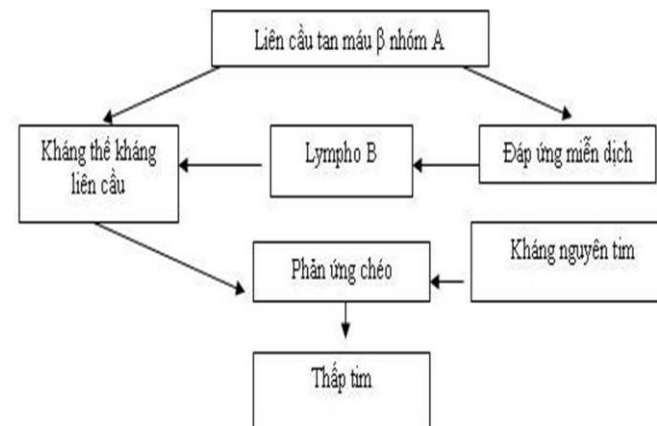 Liên cầu tan máu β nhóm A
Kháng thể kháng
liên cầu
Lympho B
Đáp ứng miễn dịch
Phản ứng chéo
Kháng nguyên tim
Thấp tim